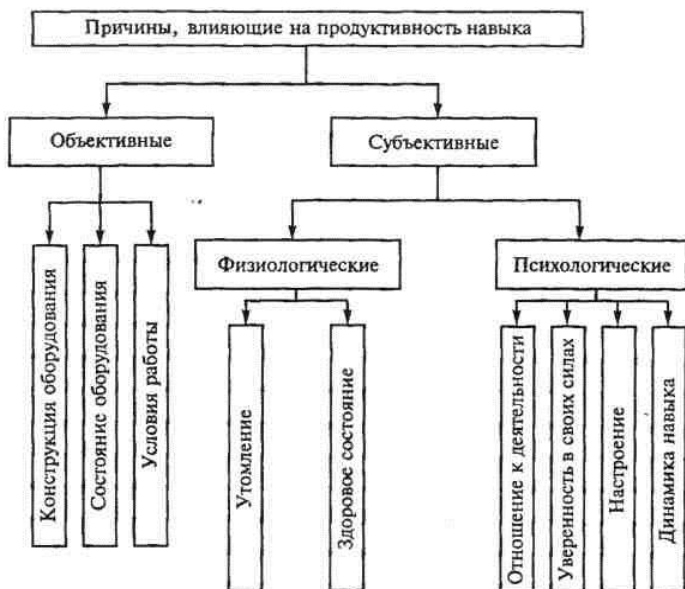 Причины, влияющие на продуктивность навыка
Объективные
Субъективные
Физиологические
Психологические
Конструкция оборудования
Состояние оборудования
Условия работы
Утомление
Здоровое состояние
Отношение к деятельности
Уверенность в своих силах
Настроение
Динамика навыка